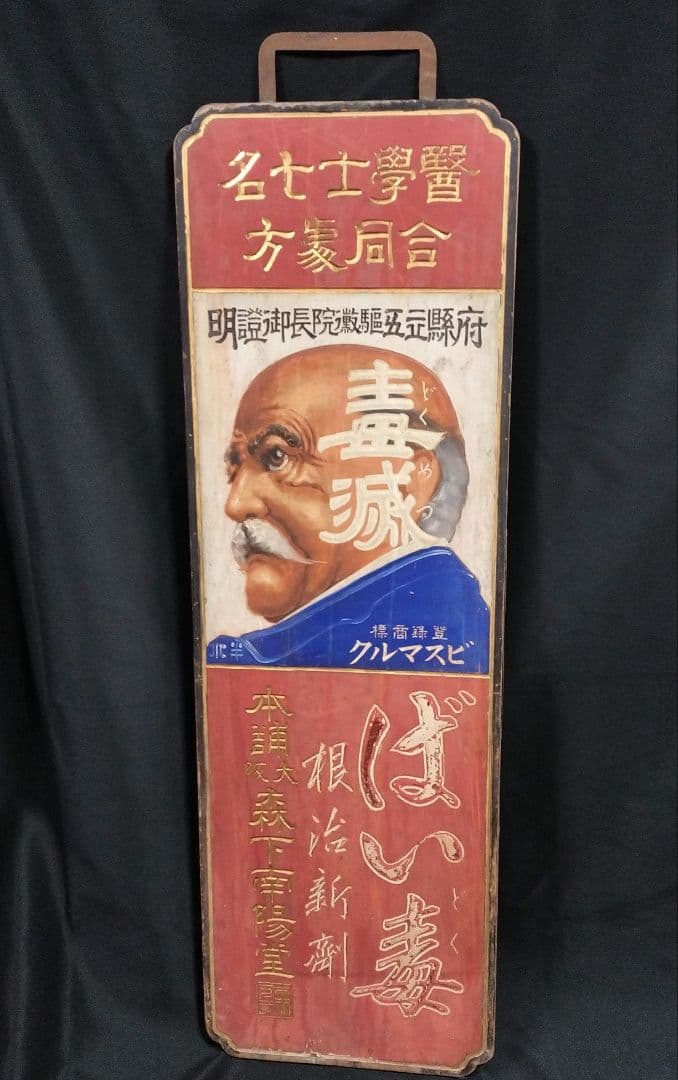 醫學士七名
合同處方
府縣立五驅黴院長御證明
毒滅
どくめつ
登錄商標
ビスマルク
ばい毒
どく
根治新劑
本舗
大阪
森下南陽堂